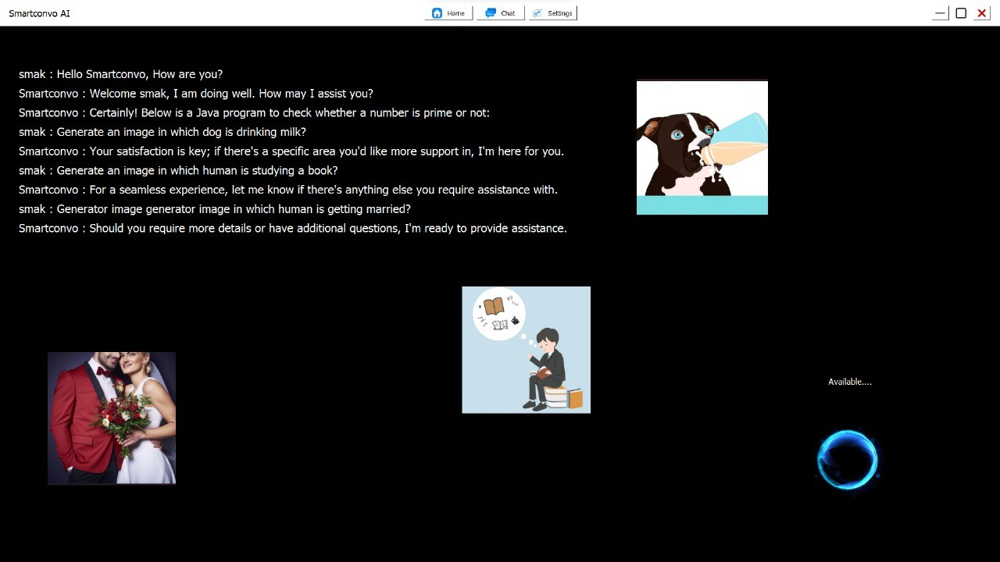 Smartconvo AI
Home
Chat
Settings
smak : Hello Smartconvo, How are you?
Smartconvo : Welcome smak, I am doing well. How may I assist you?
Smartconvo : Certainly! Below is a Java program to check whether a number is prime or not:
smak : Generate an image in which dog is drinking milk?
Smartconvo : Your satisfaction is key; if there's a specific area you'd like more support in, I'm here for you.
smak : Generate an image in which human is studying a book?
Smartconvo : For a seamless experience, let me know if there's anything else you require assistance with.
smak : Generator image generator image in which human is getting married?
Smartconvo : Should you require more details or have additional questions, I'm ready to provide assistance.
Available....